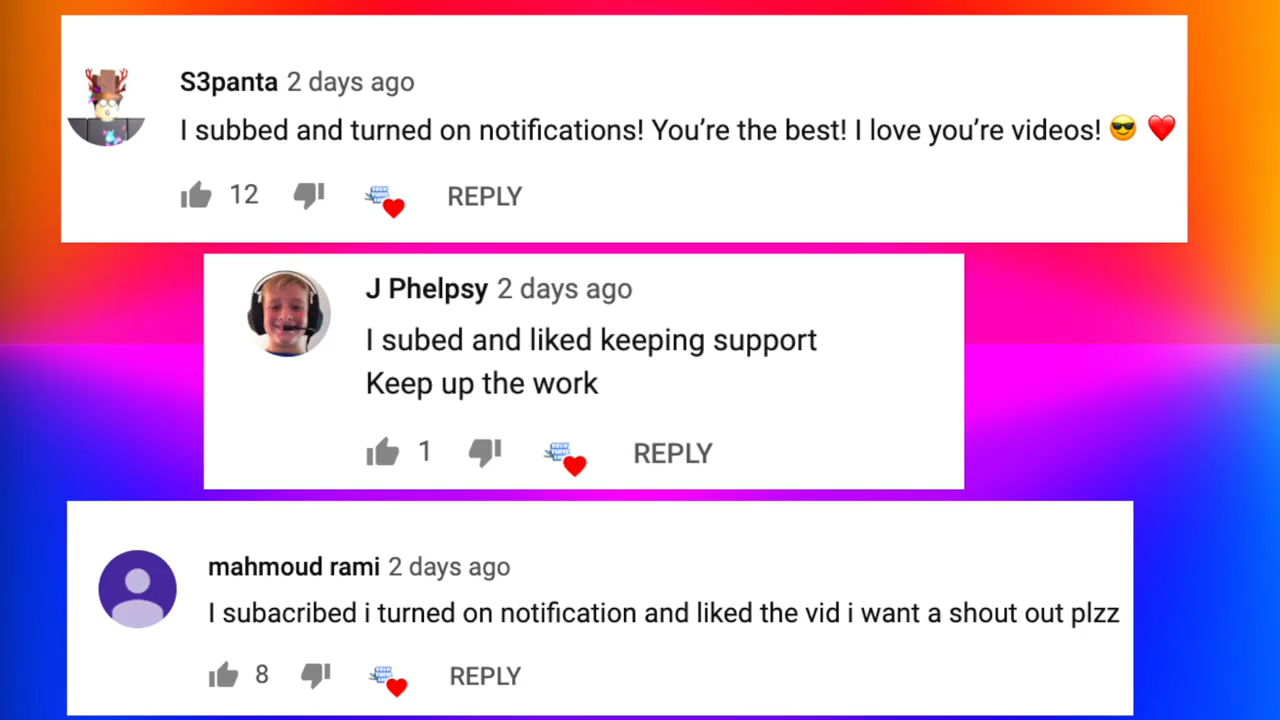 S3panta 2 days ago
I subbed and turned on notifications! You're the best! I love you're videos! 😎 ❤️
12 REPLY
J Phelpsy 2 days ago
I subed and liked keeping support
Keep up the work
1 REPLY
mahmoud rami 2 days ago
I subacribed i turned on notification and liked the vid i want a shout out plzz
8 REPLY